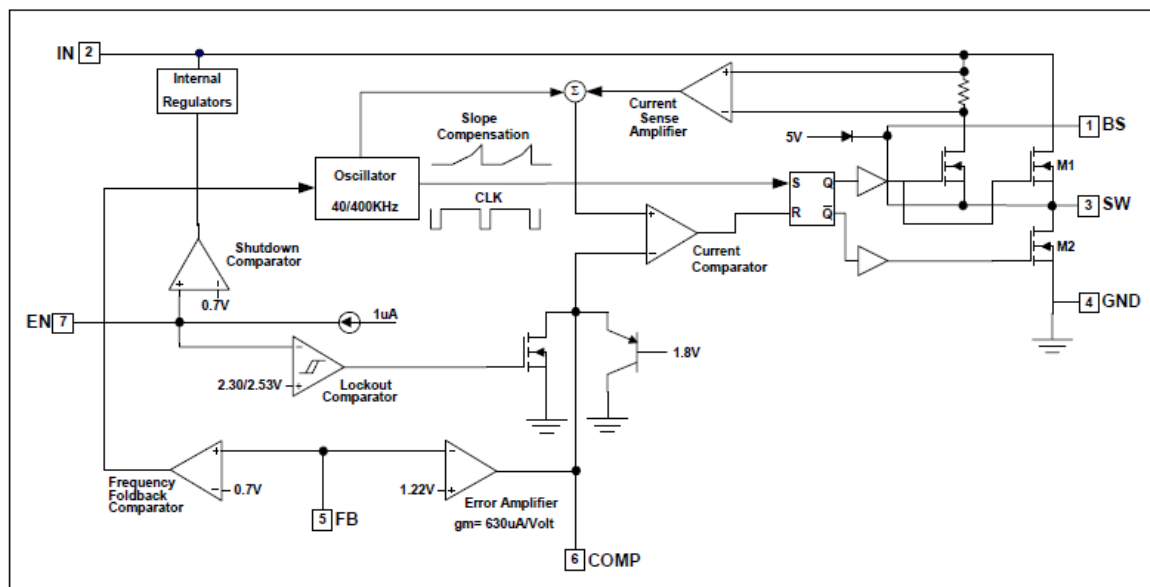 IN 2
Internal
Regulators
Σ
+
−
Current
Sense
Amplifier
Slope
Compensation
5V
1 BS
Oscillator
40/400KHz
CLK
S Q
R Q̅
M1
3 SW
+
−
Current
Comparator
M2
Shutdown
Comparator
+ −
0.7V
4 GND
EN 7
1uA
−
2.30/2.53V +
Lockout
Comparator
1.8V
+
− 0.7V
Frequency
Foldback
Comparator
5 FB
−
1.22V +
Error Amplifier
gm= 630uA/Volt
6 COMP